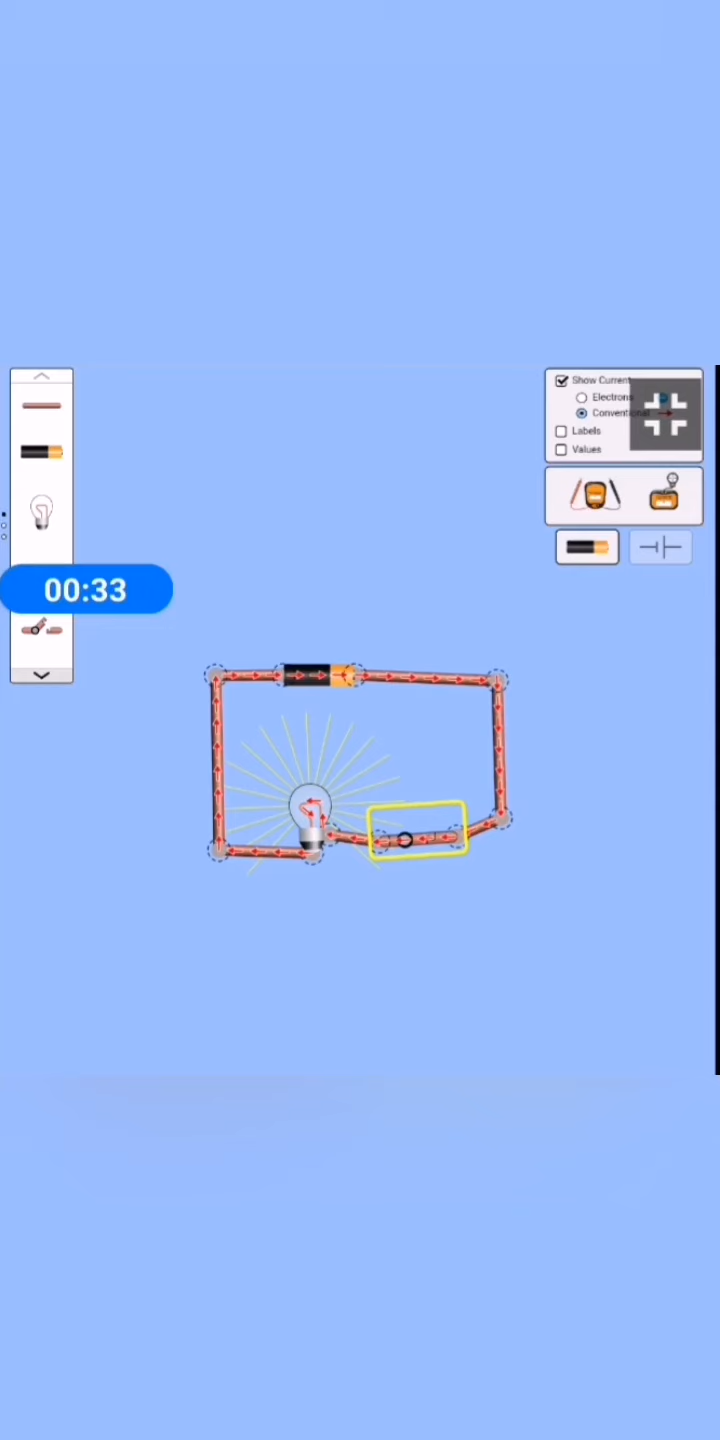 Show Current
Electrons
Conventional
Labels
Values
00:33